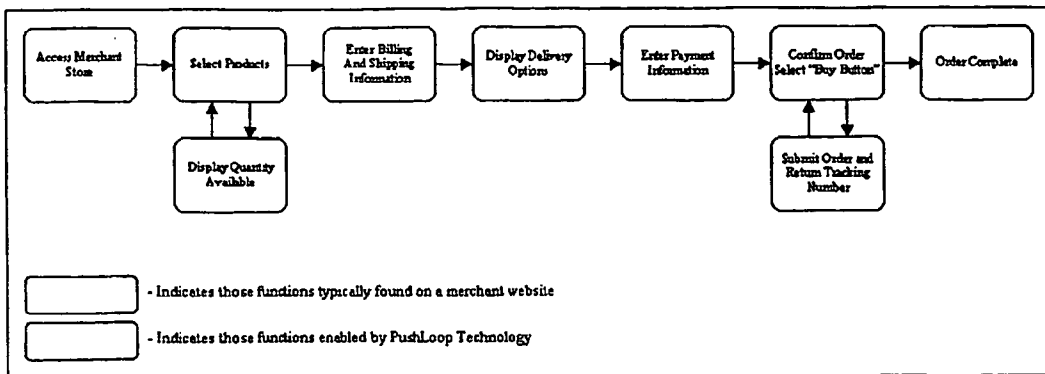 Access Merchant
Store
Select Products
Enter Billing
And Shipping
Information
Display Delivery
Options
Enter Payment
Information
Confirm Order
Select "Buy Button"
Order Complete
Display Quantity
Available
Submit Order and
Return Tracking
Number
- Indicates those functions typically found on a merchant website
- Indicates those functions enabled by PushLoop Technology